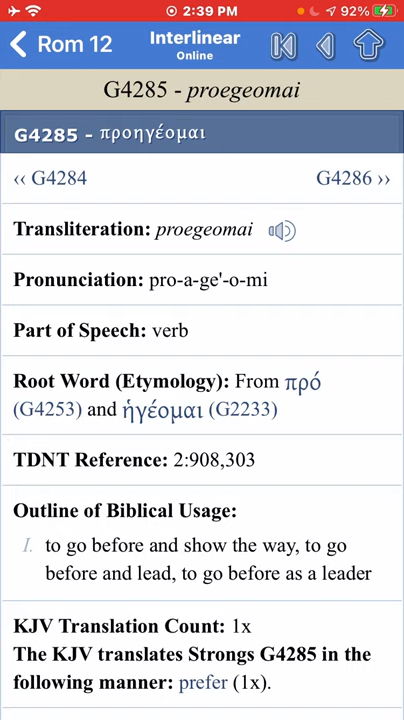 2:39 PM
92%
Rom 12
Interlinear
Online
G4285 - proegeomai
G4285 - προηγέομαι
‹‹ G4284
G4286 ››
Transliteration: proegeomai
Pronunciation: pro-a-ge'-o-mi
Part of Speech: verb
Root Word (Etymology): From πρό
(G4253) and ἡγέομαι (G2233)
TDNT Reference: 2:908,303
Outline of Biblical Usage:
I. to go before and show the way, to go
before and lead, to go before as a leader
KJV Translation Count: 1x
The KJV translates Strongs G4285 in the
following manner: prefer (1x).